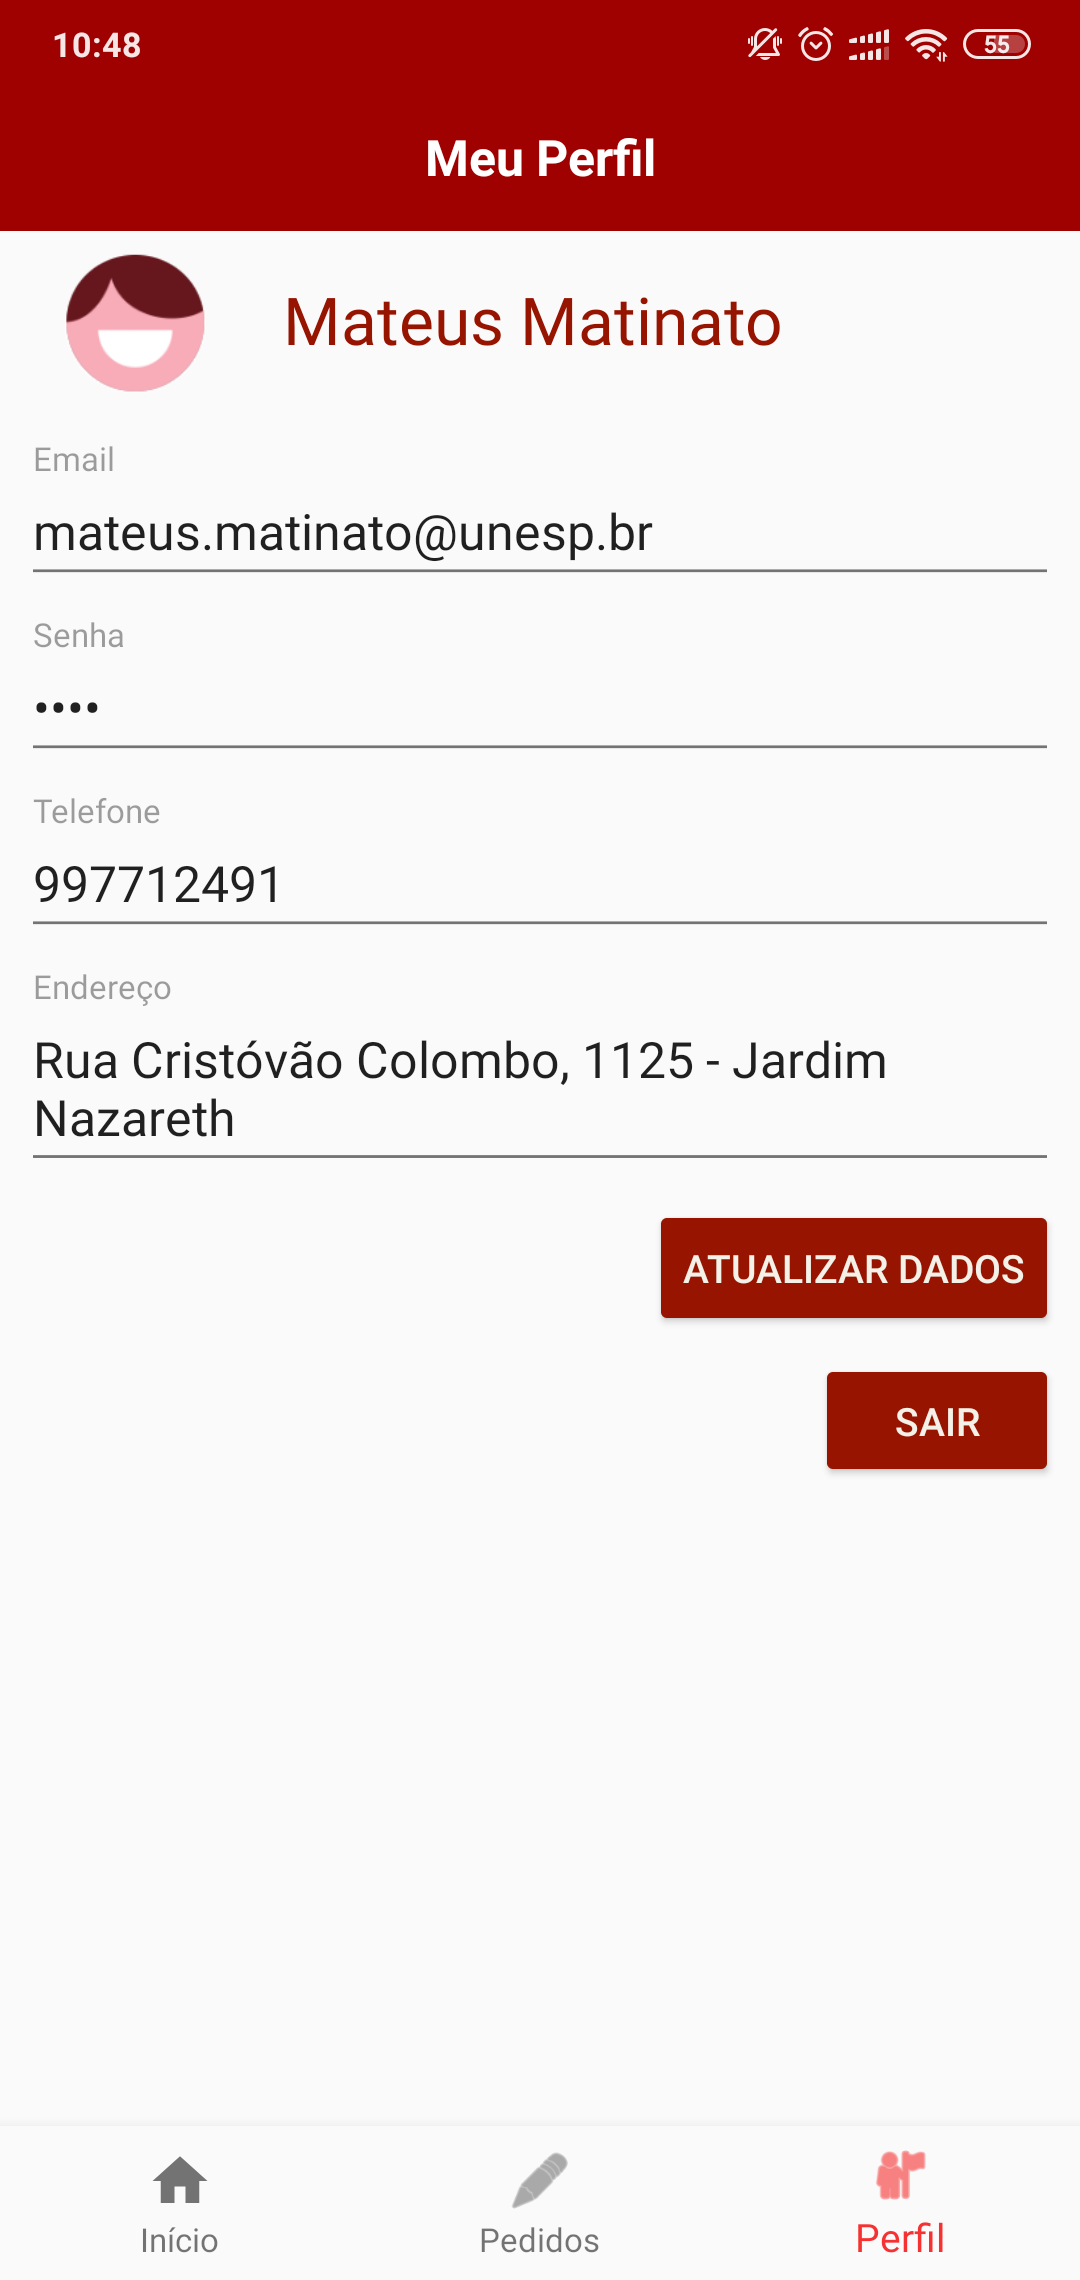 10:48
55
Meu Perfil
Mateus Matinato
Email
mateus.matinato@unesp.br
Senha
••••
Telefone
997712491
Endereço
Rua Cristóvão Colombo, 1125 - Jardim
Nazareth
ATUALIZAR DADOS
SAIR
Início
Pedidos
Perfil